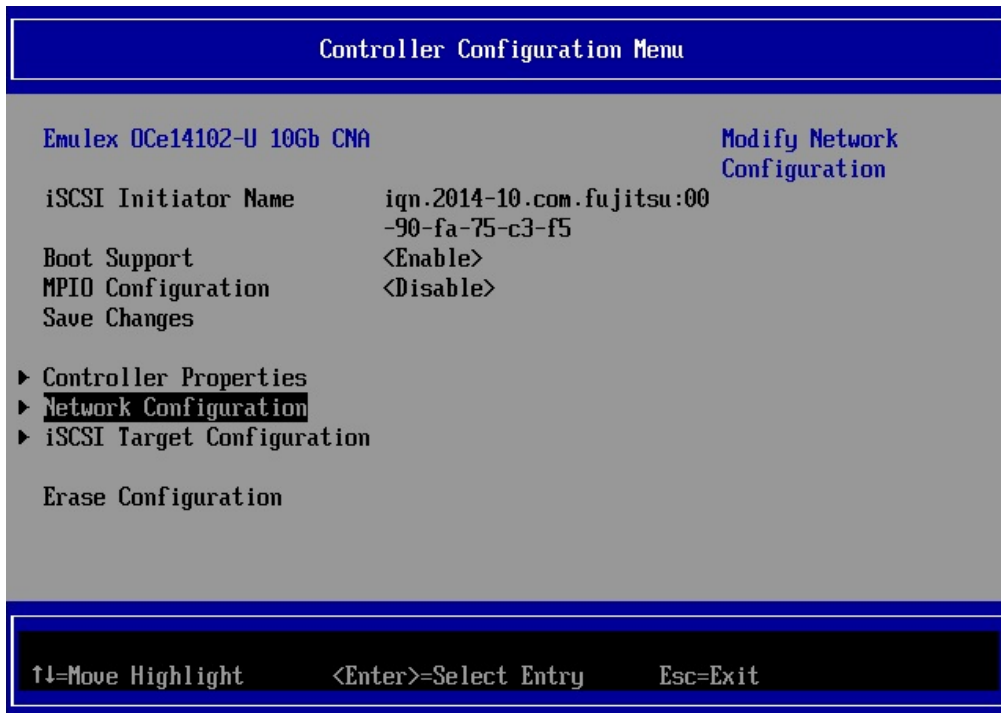 Controller Configuration Menu
Emulex OCe14102-U 10Gb CNA
Modify Network
Configuration
iSCSI Initiator Name iqn.2014-10.com.fujitsu:00
-90-fa-75-c3-f5
Boot Support <Enable>
MPIO Configuration <Disable>
Save Changes
Controller Properties
Network Configuration
iSCSI Target Configuration
Erase Configuration
↑↓=Move Highlight <Enter>=Select Entry Esc=Exit